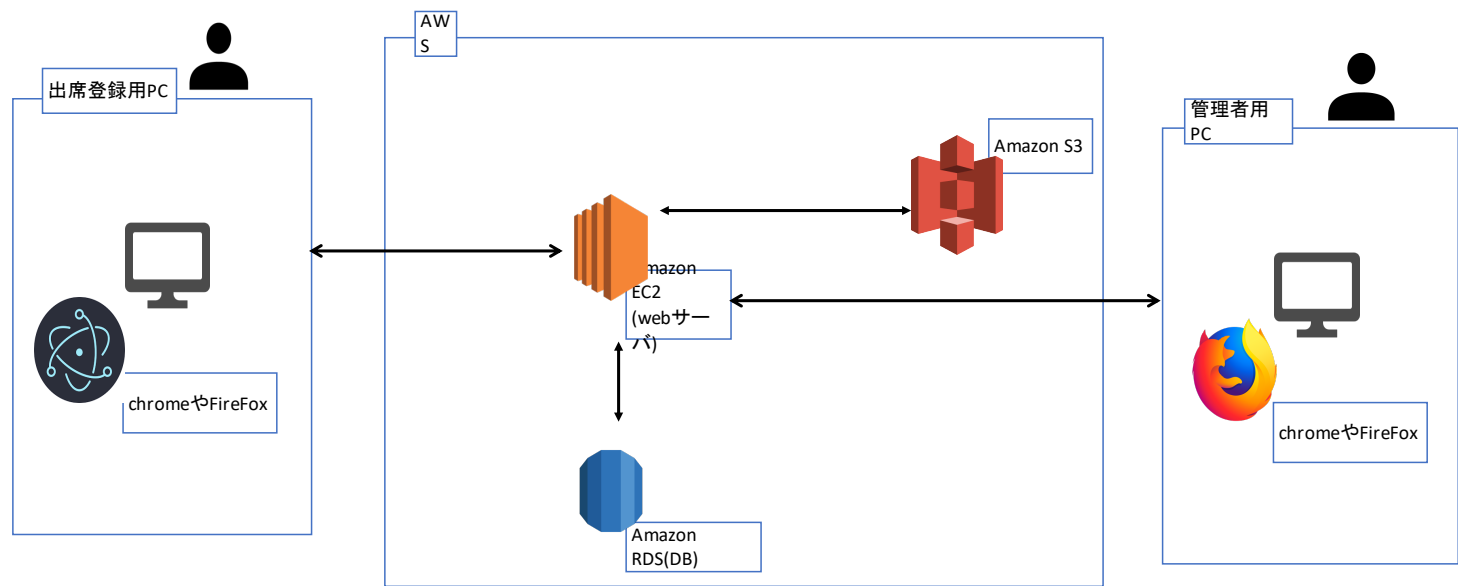 AW
S
出席登録用PC
管理者用
PC
Amazon S3
Amazon
EC2
(webサー
バ)
chromeやFireFox
chromeやFireFox
Amazon
RDS(DB)